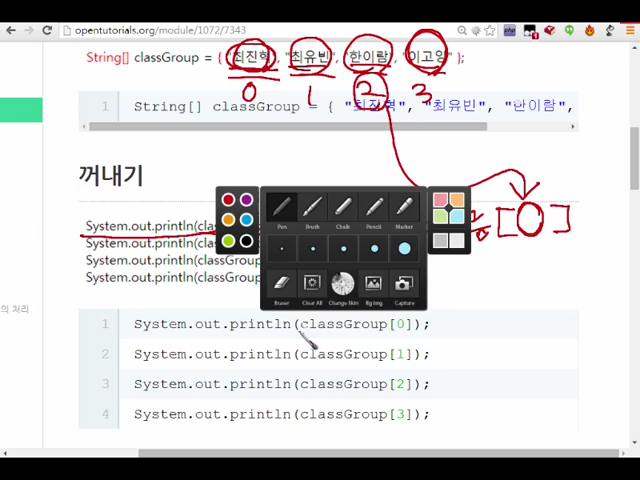 opentutorials.org/module/1072/7343
String[] classGroup = { "최진혁", "최유빈", "한이람", "이고잉" };
0 1 2 3
1 String[] classGroup = { "최진혁", "최유빈", "한이람",
꺼내기
System.out.println(cla
System.out.println(classGroup
System.out.println(classGroup
System.out.println(classGroup
Pen Brush Chalk Pencil Marker
Eraser Clear All Change Skin Bg Img Capture
[0]
의 처리
1 System.out.println(classGroup[0]);
2 System.out.println(classGroup[1]);
3 System.out.println(classGroup[2]);
4 System.out.println(classGroup[3]);